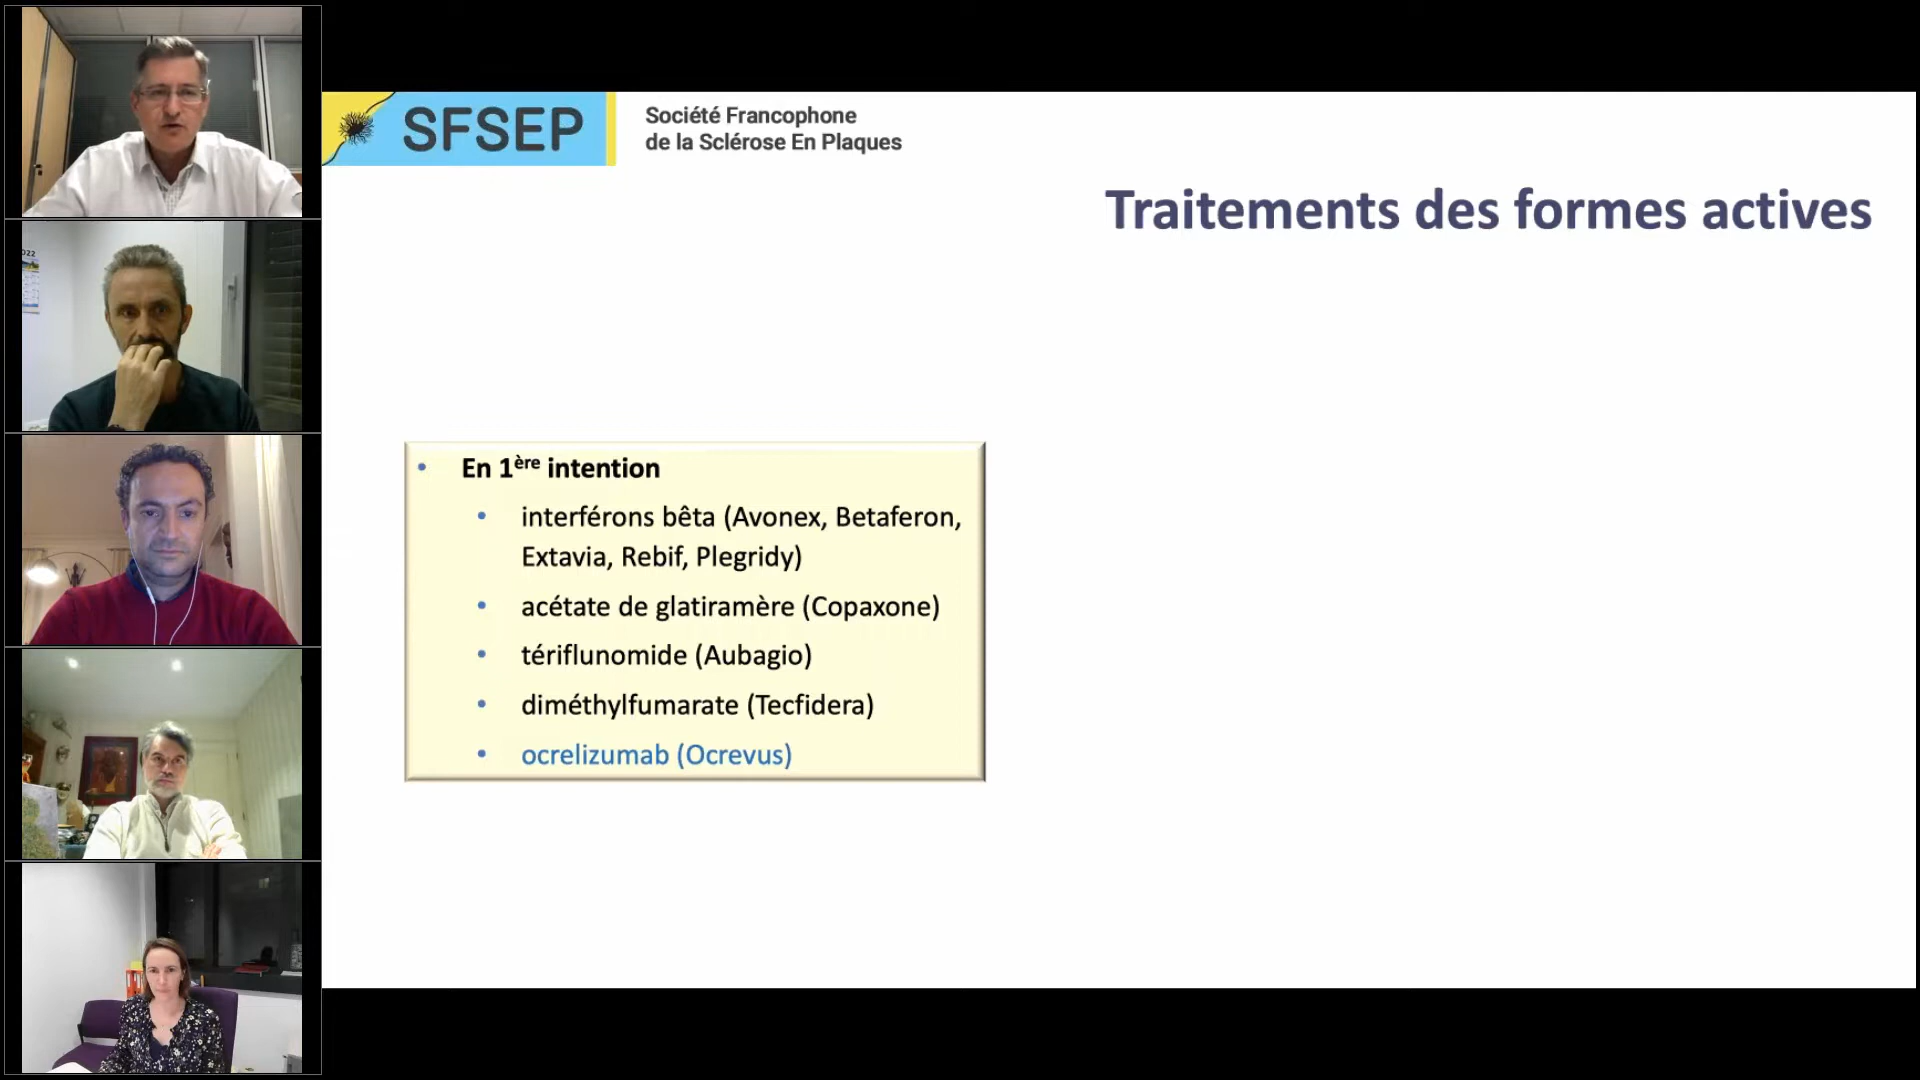 SFSEP
Société Francophone
de la Sclérose En Plaques
Traitements des formes actives
• En 1ère intention
• interférons bêta (Avonex, Betaferon,
Extavia, Rebif, Plegridy)
• acétate de glatiramère (Copaxone)
• tériflunomide (Aubagio)
• diméthylfumarate (Tecfidera)
• ocrelizumab (Ocrevus)